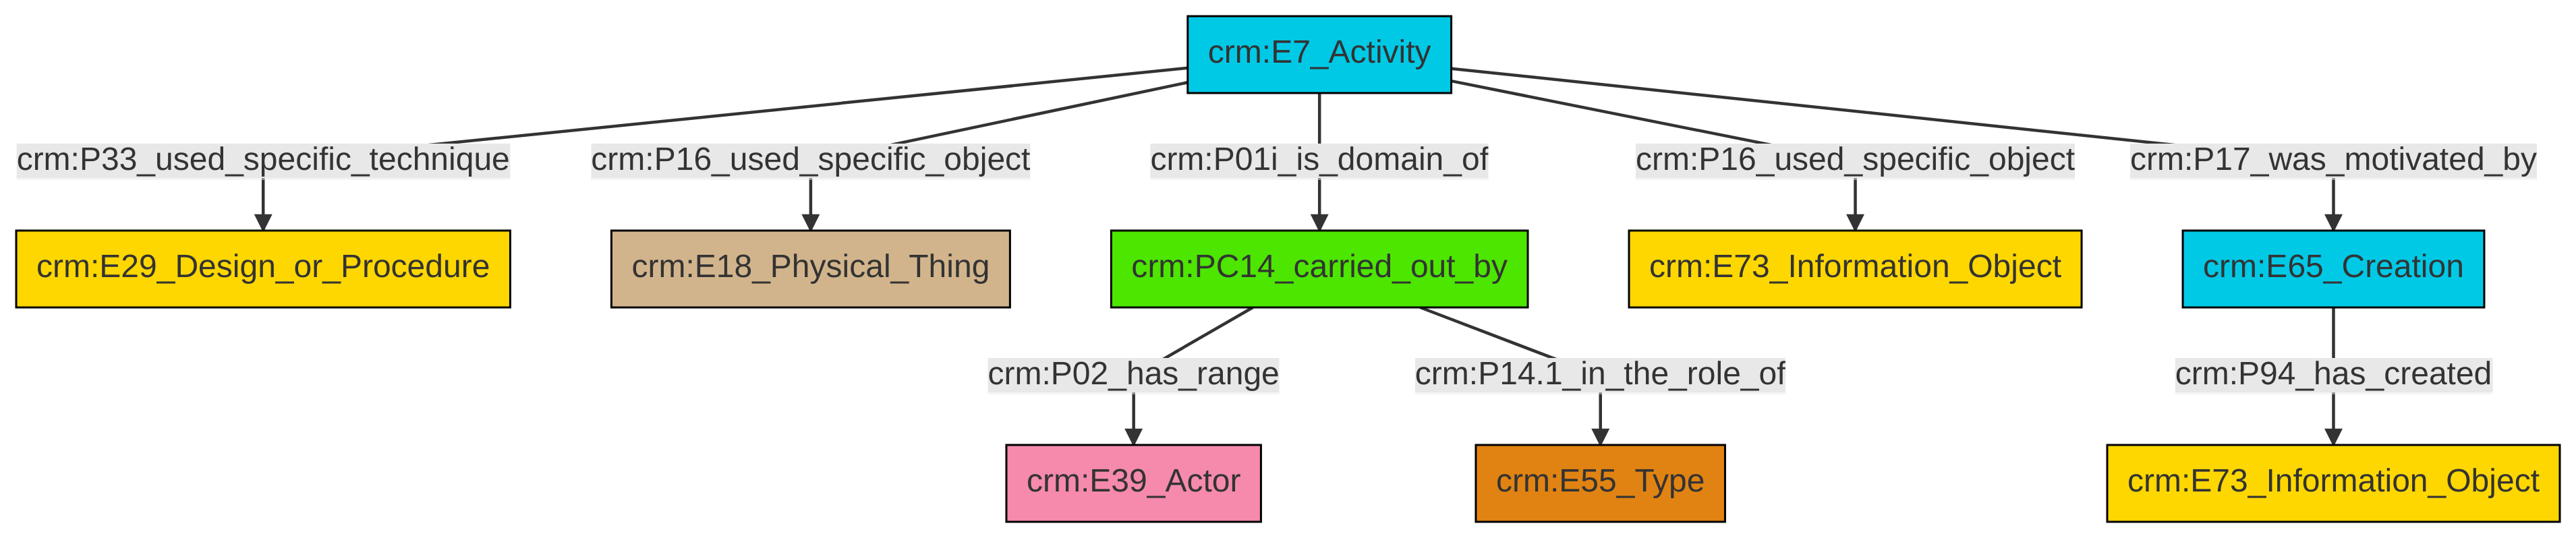 crm:E7_Activity
crm:P33_used_specific_technique
crm:P16_used_specific_object
crm:P01i_is_domain_of
crm:P16_used_specific_object
crm:P17_was_motivated_by
crm:E29_Design_or_Procedure
crm:E18_Physical_Thing
crm:PC14_carried_out_by
crm:E73_Information_Object
crm:E65_Creation
crm:P02_has_range
crm:P14.1_in_the_role_of
crm:P94_has_created
crm:E39_Actor
crm:E55_Type
crm:E73_Information_Object